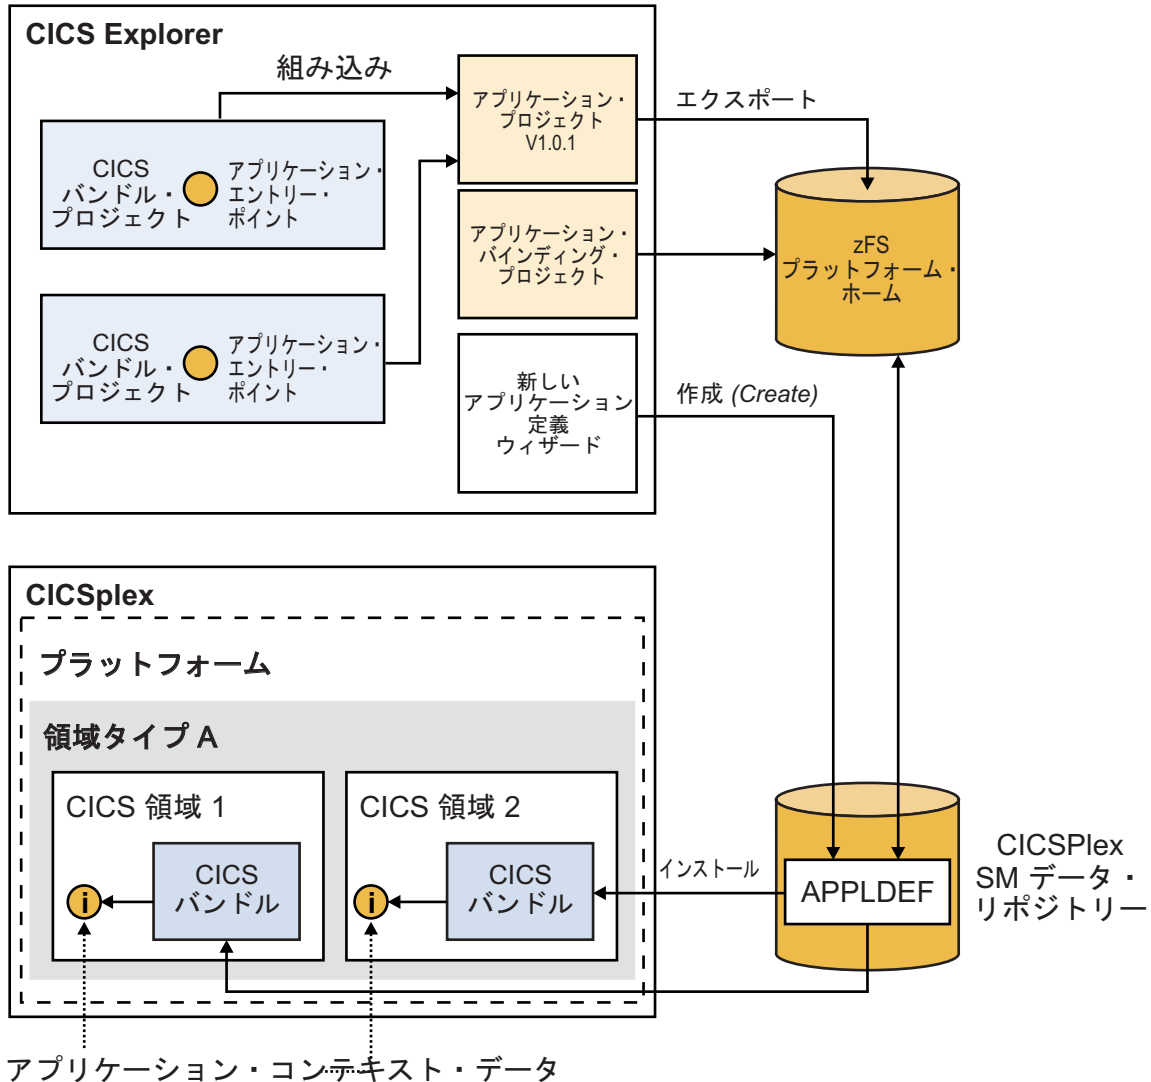 CICS Explorer
組み込み
CICS
バンドル・
プロジェクト
アプリケーション・
エントリー・
ポイント
CICS
バンドル・
プロジェクト
アプリケーション・
エントリー・
ポイント
アプリケーション・
プロジェクト
V1.0.1
アプリケーション・
バインディング・
プロジェクト
新しい
アプリケーション
定義
ウィザード
エクスポート
zFS
プラットフォーム・
ホーム
作成 (Create)
CICSplex
プラットフォーム
領域タイプ A
CICS 領域 1
CICS
バンドル
i
CICS 領域 2
CICS
バンドル
i
インストール
APPLDEF
CICSPlex
SM データ・
リポジトリー
アプリケーション・コンテキスト・データ